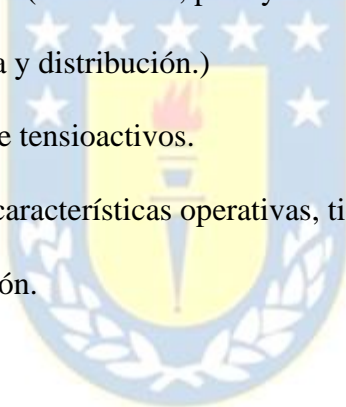 a y distribución.)
e tensioactivos.
características operativas, ti
ón.